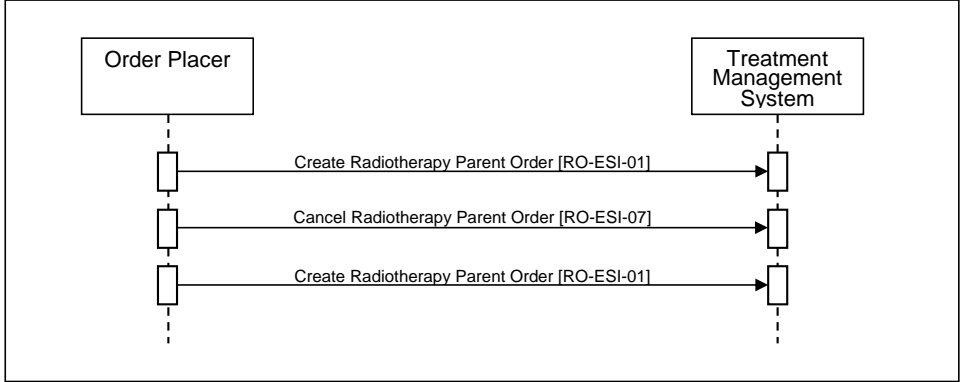 Order Placer
Treatment
Management
System
Create Radiotherapy Parent Order [RO-ESI-01]
Cancel Radiotherapy Parent Order [RO-ESI-07]
Create Radiotherapy Parent Order [RO-ESI-01]